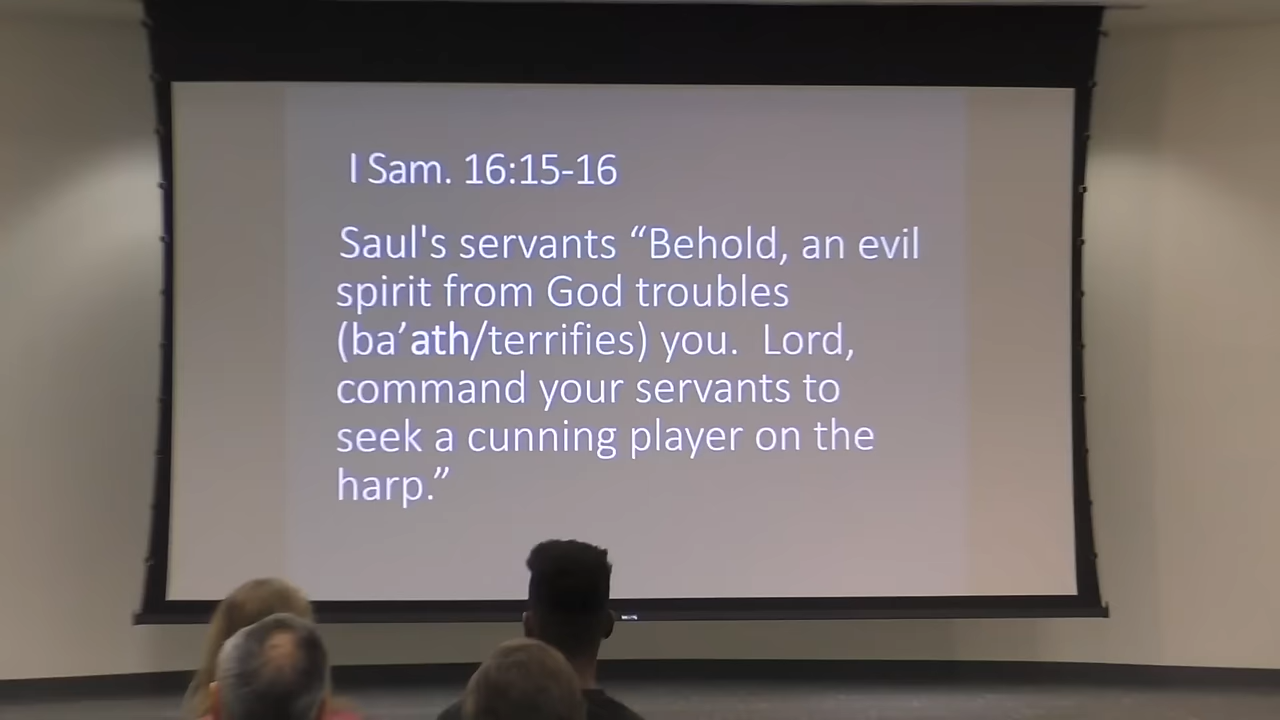 I Sam. 16:15-16
Saul's servants “Behold, an evil
spirit from God troubles
(ba’ath/terrifies) you.  Lord,
command your servants to
seek a cunning player on the
harp.”